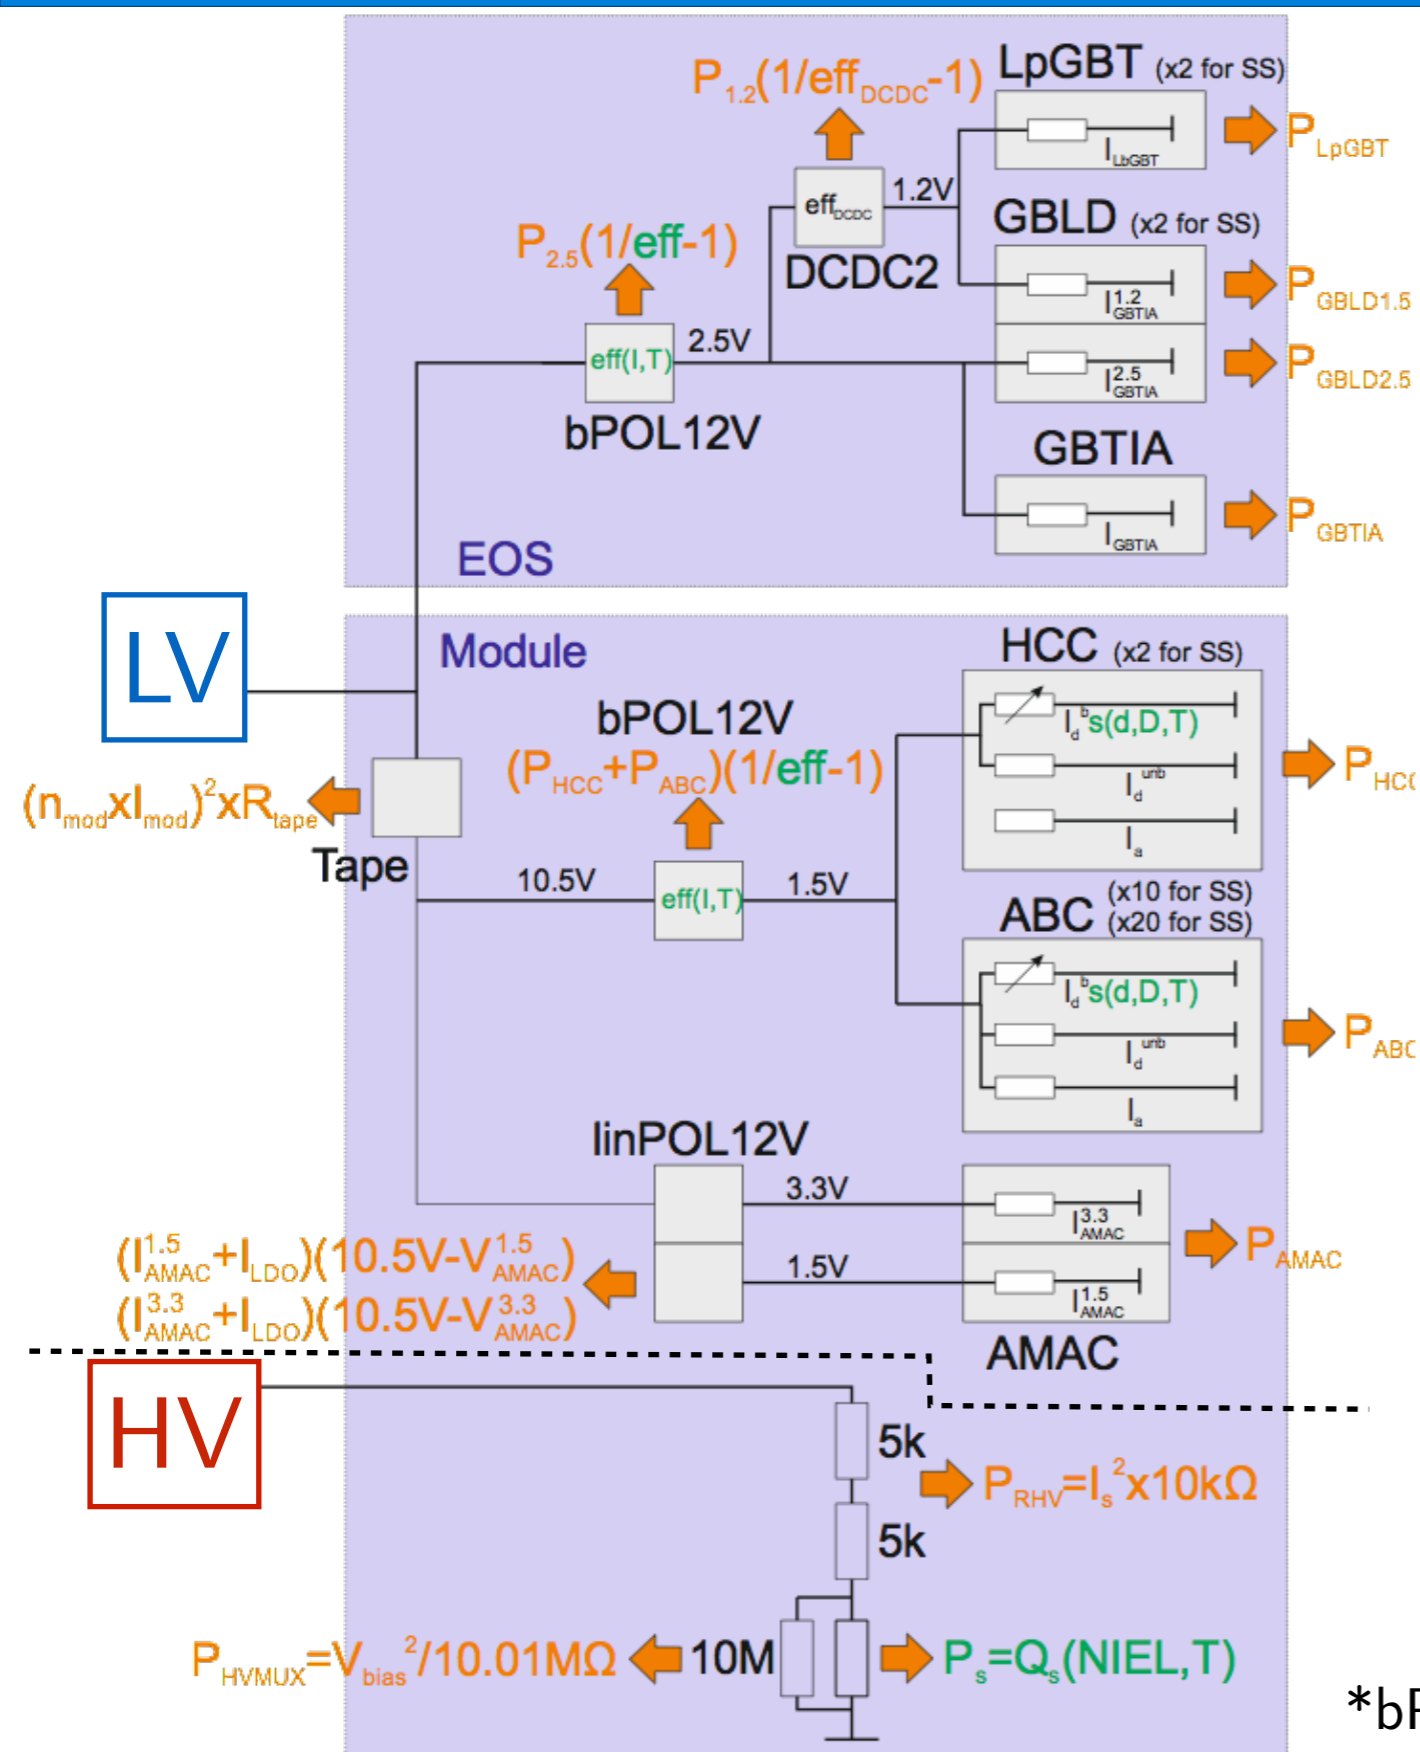 LpGBT (x2 for SS)
P1.2(1/effDCDC-1)
ILbGBT
PLpGBT
effDCDC
1.2V
DCDC2
GBLD (x2 for SS)
I1.2GBTIA
PGBLD1.5
P2.5(1/eff-1)
eff(I,T)
2.5V
bPOL12V
I2.5GBTIA
PGBLD2.5
GBTIA
IGBTIA
PGBTIA
EOS
LV
Module
HCC (x2 for SS)
bPOL12V
(PHCC+PABC)(1/eff-1)
Idb s(d,D,T)
Idunb
Ia
PHCC
(nmodxImod)2xRtape
Tape
10.5V
eff(I,T)
1.5V
ABC (x10 for SS)
(x20 for SS)
Idb s(d,D,T)
Idunb
Ia
PABC
linPOL12V
3.3V
I3.3AMAC
1.5V
I1.5AMAC
PAMAC
AMAC
(I1.5AMAC+ILDO)(10.5V-V1.5AMAC)
(I3.3AMAC+ILDO)(10.5V-V3.3AMAC)
HV
5k
PRHV=Is2x10kΩ
5k
PHVMUX=Vbias2/10.01MΩ
10M
Ps=Qs(NIEL,T)